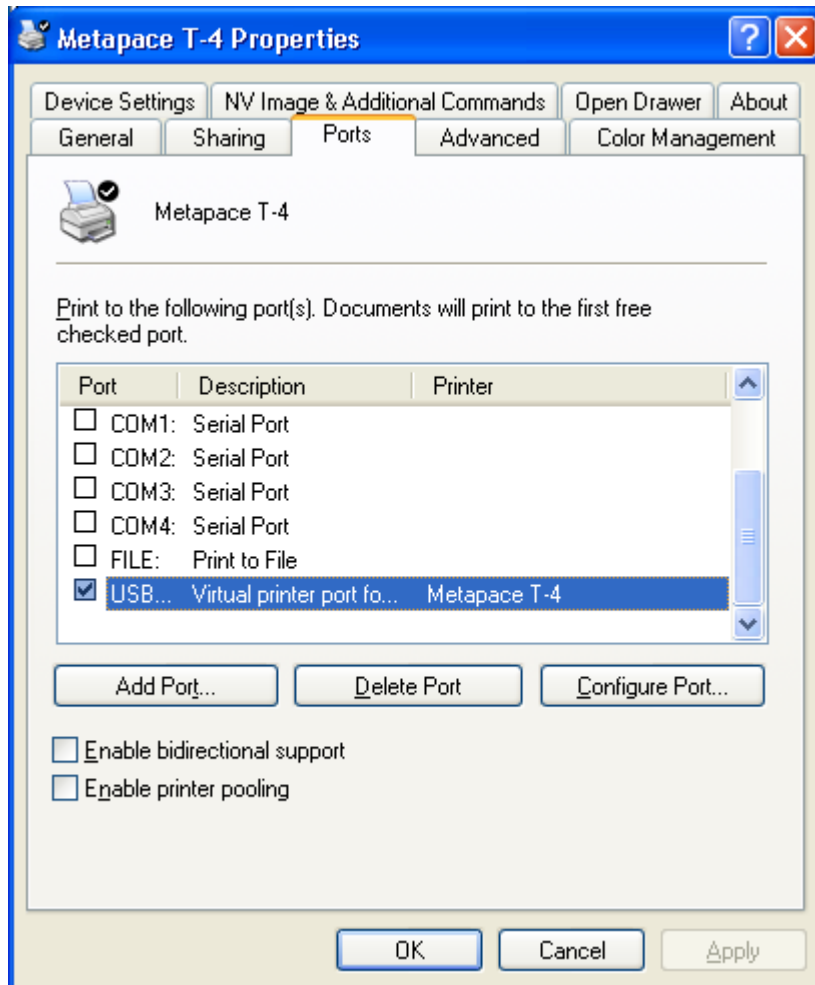 Metapace T-4 Properties
Device Settings NV Image & Additional Commands Open Drawer About
General Sharing Ports Advanced Color Management
Metapace T-4
Print to the following port(s). Documents will print to the first free
checked port.
Port Description Printer
COM1: Serial Port
COM2: Serial Port
COM3: Serial Port
COM4: Serial Port
FILE: Print to File
USB... Virtual printer port fo... Metapace T-4
Add Port... Delete Port Configure Port...
Enable bidirectional support
Enable printer pooling
OK Cancel Apply